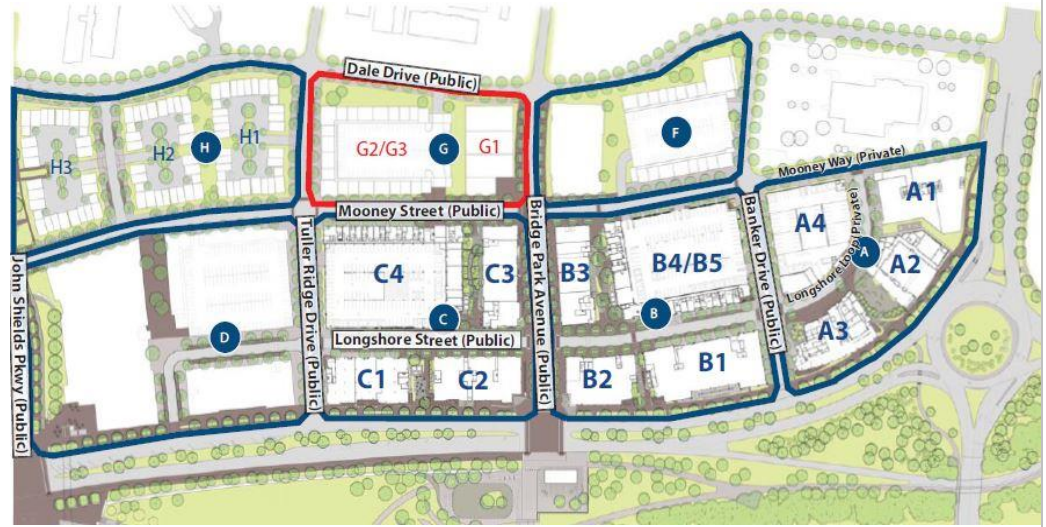 Dale Drive (Public)
H3
H2
H
H1
G2/G3
G
G1
F
Mooney Way (Private)
Mooney Street (Public)
John Shields Pkwy (Public)
Tuller Ridge Drive (Public)
Bridge Park Avenue (Public)
Banker Drive (Public)
Longshore Loop (Private)
A1
A4
A
A2
A3
C4
C3
B3
B4/B5
C
B
D
Longshore Street (Public)
C1
C2
B2
B1